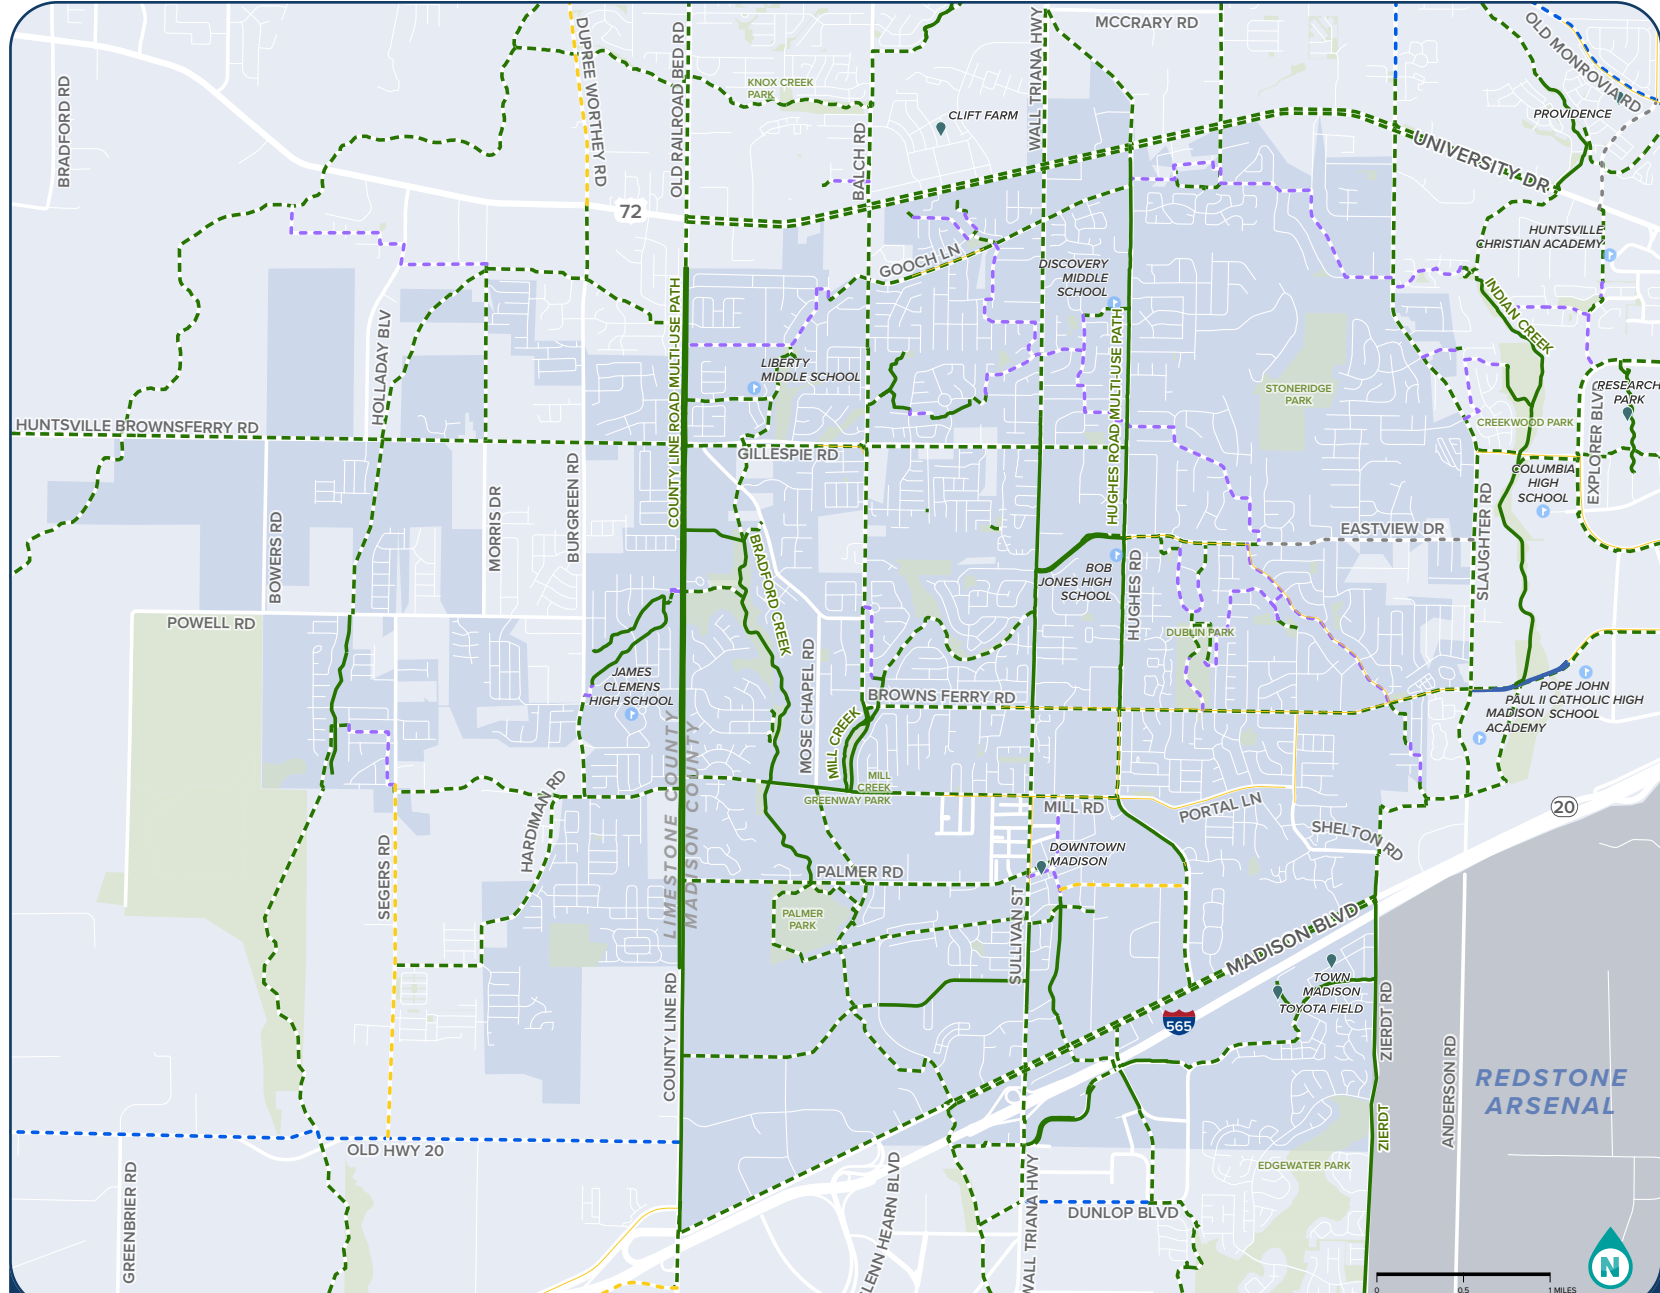 MCCRARY RD
OLD MONROVIA RD
DUPREE WORTHEY RD
OLD RAILROAD BED RD
WALL TRIANA HWY
BRADFORD RD
KNOX CREEK
PARK
CLIFT FARM
PROVIDENCE
BALCH RD
UNIVERSITY DR
72
HUNTSVILLE
CHRISTIAN ACADEMY
GOOCH LN
DISCOVERY
MIDDLE
SCHOOL
INDIAN CREEK
COUNTY LINE ROAD MULTI-USE PATH
HUGHES ROAD MULTI-USE PATH
HOLLADAY BLV
LIBERTY
MIDDLE SCHOOL
STONERIDGE
PARK
RESEARCH
PARK
EXPLORER BLVD
CREEKWOOD PARK
HUNTSVILLE BROWNSFERRY RD
GILLESPIE RD
COLUMBIA
HIGH
SCHOOL
BOWERS RD
MORRIS DR
BURGREEN RD
SLAUGHTER RD
EASTVIEW DR
BRADFORD CREEK
BOB
JONES HIGH
SCHOOL
HUGHES RD
POWELL RD
DUBLIN PARK
MOSE CHAPEL RD
JAMES
CLEMENS
HIGH SCHOOL
BROWNS FERRY RD
POPE JOHN
PAUL II CATHOLIC HIGH
SCHOOL
MADISON
ACADEMY
MILL CREEK
LIMESTONE COUNTY
MADISON COUNTY
MILL
CREEK
GREENWAY PARK
HARDIMAN RD
MILL RD
PORTAL LN
SHELTON RD
20
SEGERS RD
DOWNTOWN
MADISON
PALMER RD
PALMER
PARK
SULLIVAN ST
MADISON BLVD
TOWN
MADISON
TOYOTA FIELD
COUNTY LINE RD
565
ZIERDT RD
ANDERSON RD
REDSTONE
ARSENAL
ZIERDT
OLD HWY 20
EDGEWATER PARK
GREENBRIER RD
GLENN HEARN BLVD
WALL TRIANA HWY
DUNLOP BLVD
N
0
0.5
1 MILES